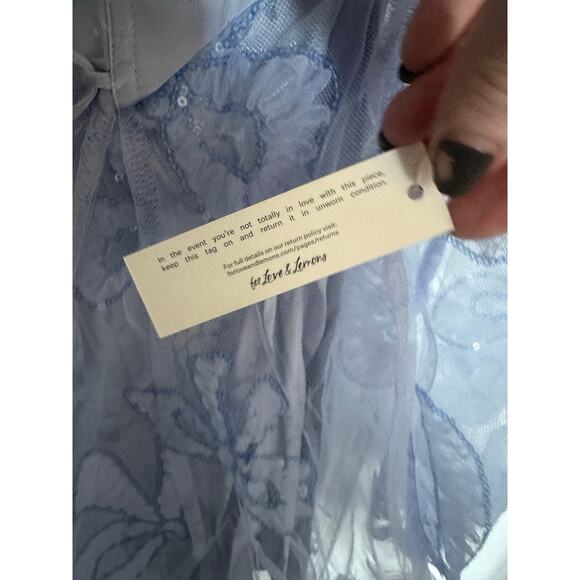 In the event you're not totally in love with this piece,
keep this tag on and return it in unworn condition.
For full details on our return policy visit:
forloveandlemons.com/pages/returns
for Love & Lemons